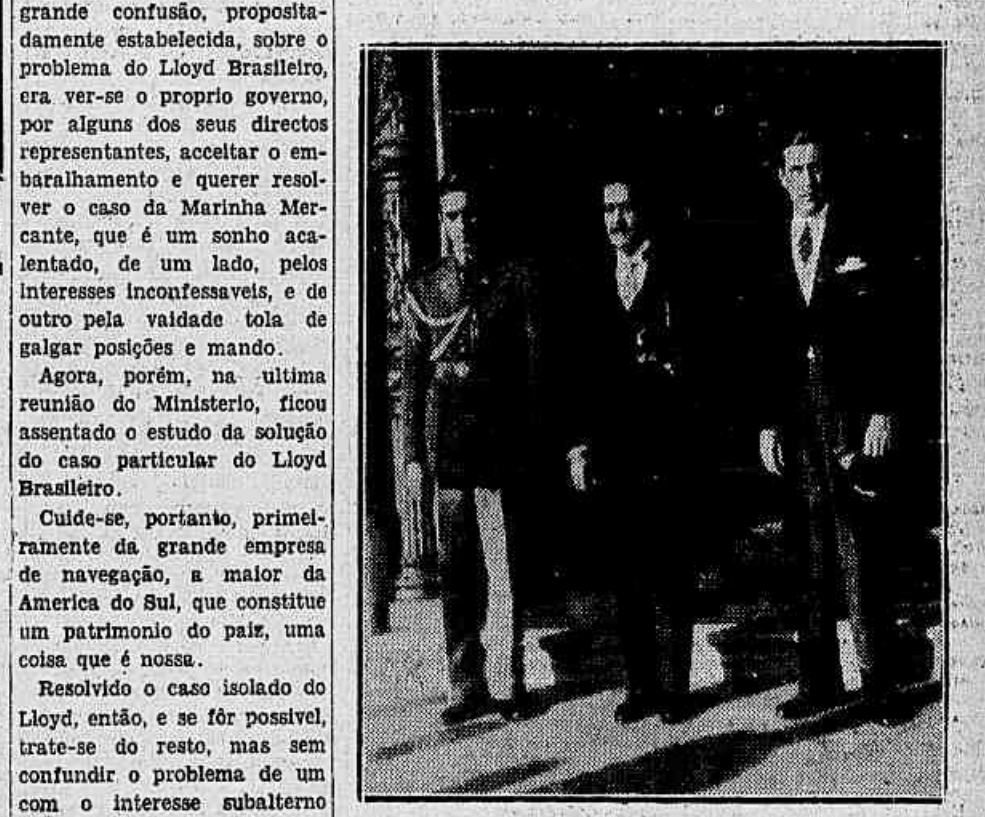 grande confusão, proposita-
damente estabelecida, sobre o
problema do Lloyd Brasileiro,
era ver-se o proprio governo,
por alguns dos seus directos
representantes, acceitar o em-
baralhamento e querer resol-
ver o caso da Marinha Mer-
cante, que é um sonho aca-
lentado, de um lado, pelos
interesses inconfessaveis, e de
outro pela vaidade tola de
galgar posições e mando.
Agora, porém, na ultima
reunião do Ministerio, ficou
assentado o estudo da solução
do caso particular do Lloyd
Brasileiro.
Cuide-se, portanto, primei-
ramente da grande empresa
de navegação, a maior da
America do Sul, que constitue
um patrimonio do paiz, uma
coisa que é nossa.
Resolvido o caso isolado do
Lloyd, então, e se fôr possivel,
trate-se do resto, mas sem
confundir o problema de um
com o interesse subalterno